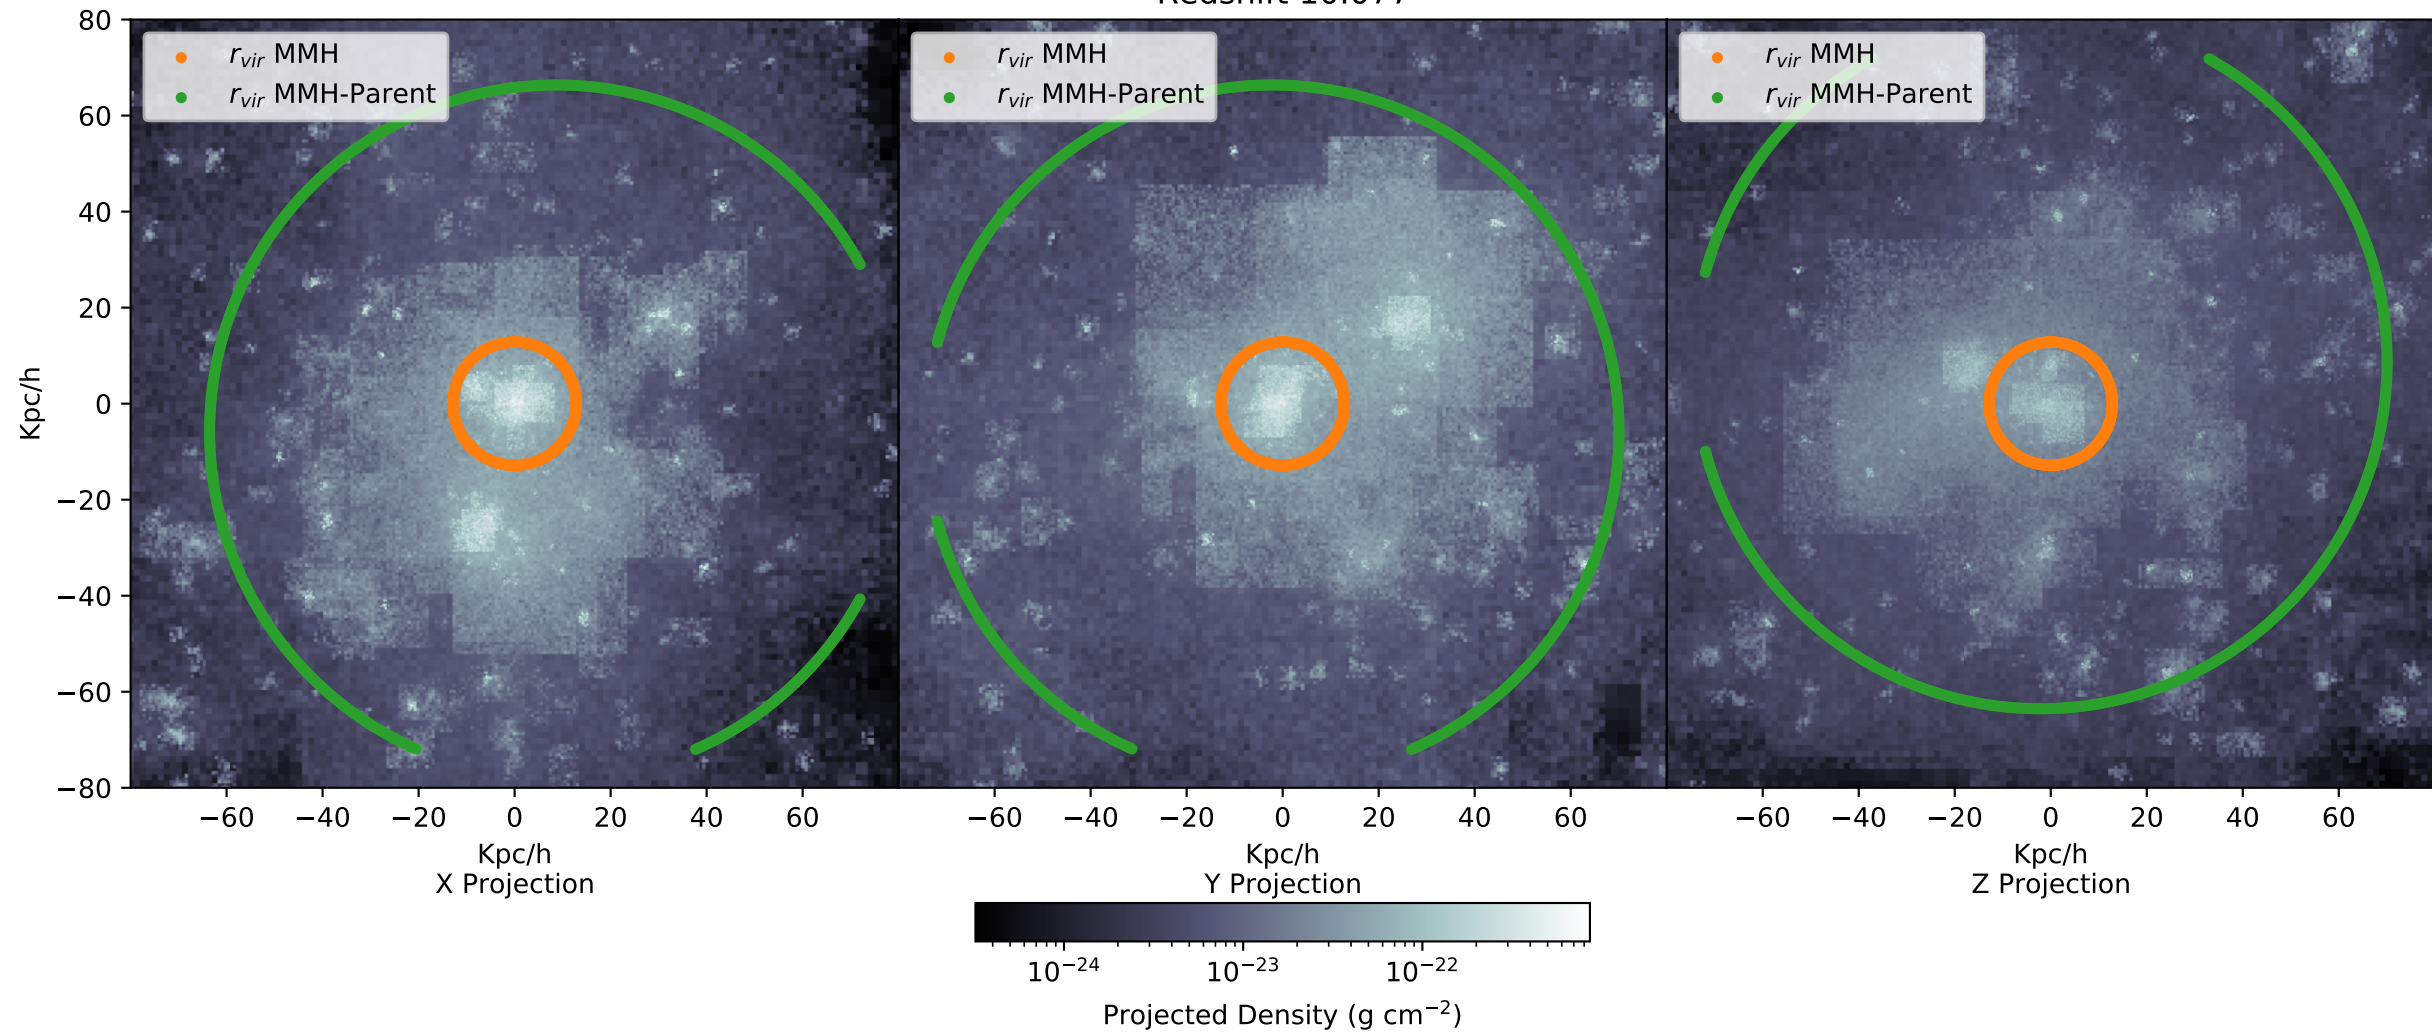 80
60
40
20
0
−20
−40
−60
−80
Kpc/h
r_vir MMH
r_vir MMH-Parent
r_vir MMH
r_vir MMH-Parent
r_vir MMH
r_vir MMH-Parent
−60 −40 −20 0 20 40 60
−60 −40 −20 0 20 40 60
−60 −40 −20 0 20 40 60
Kpc/h
X Projection
Kpc/h
Y Projection
Kpc/h
Z Projection
10⁻²⁴ 10⁻²³ 10⁻²²
Projected Density (g cm⁻²)